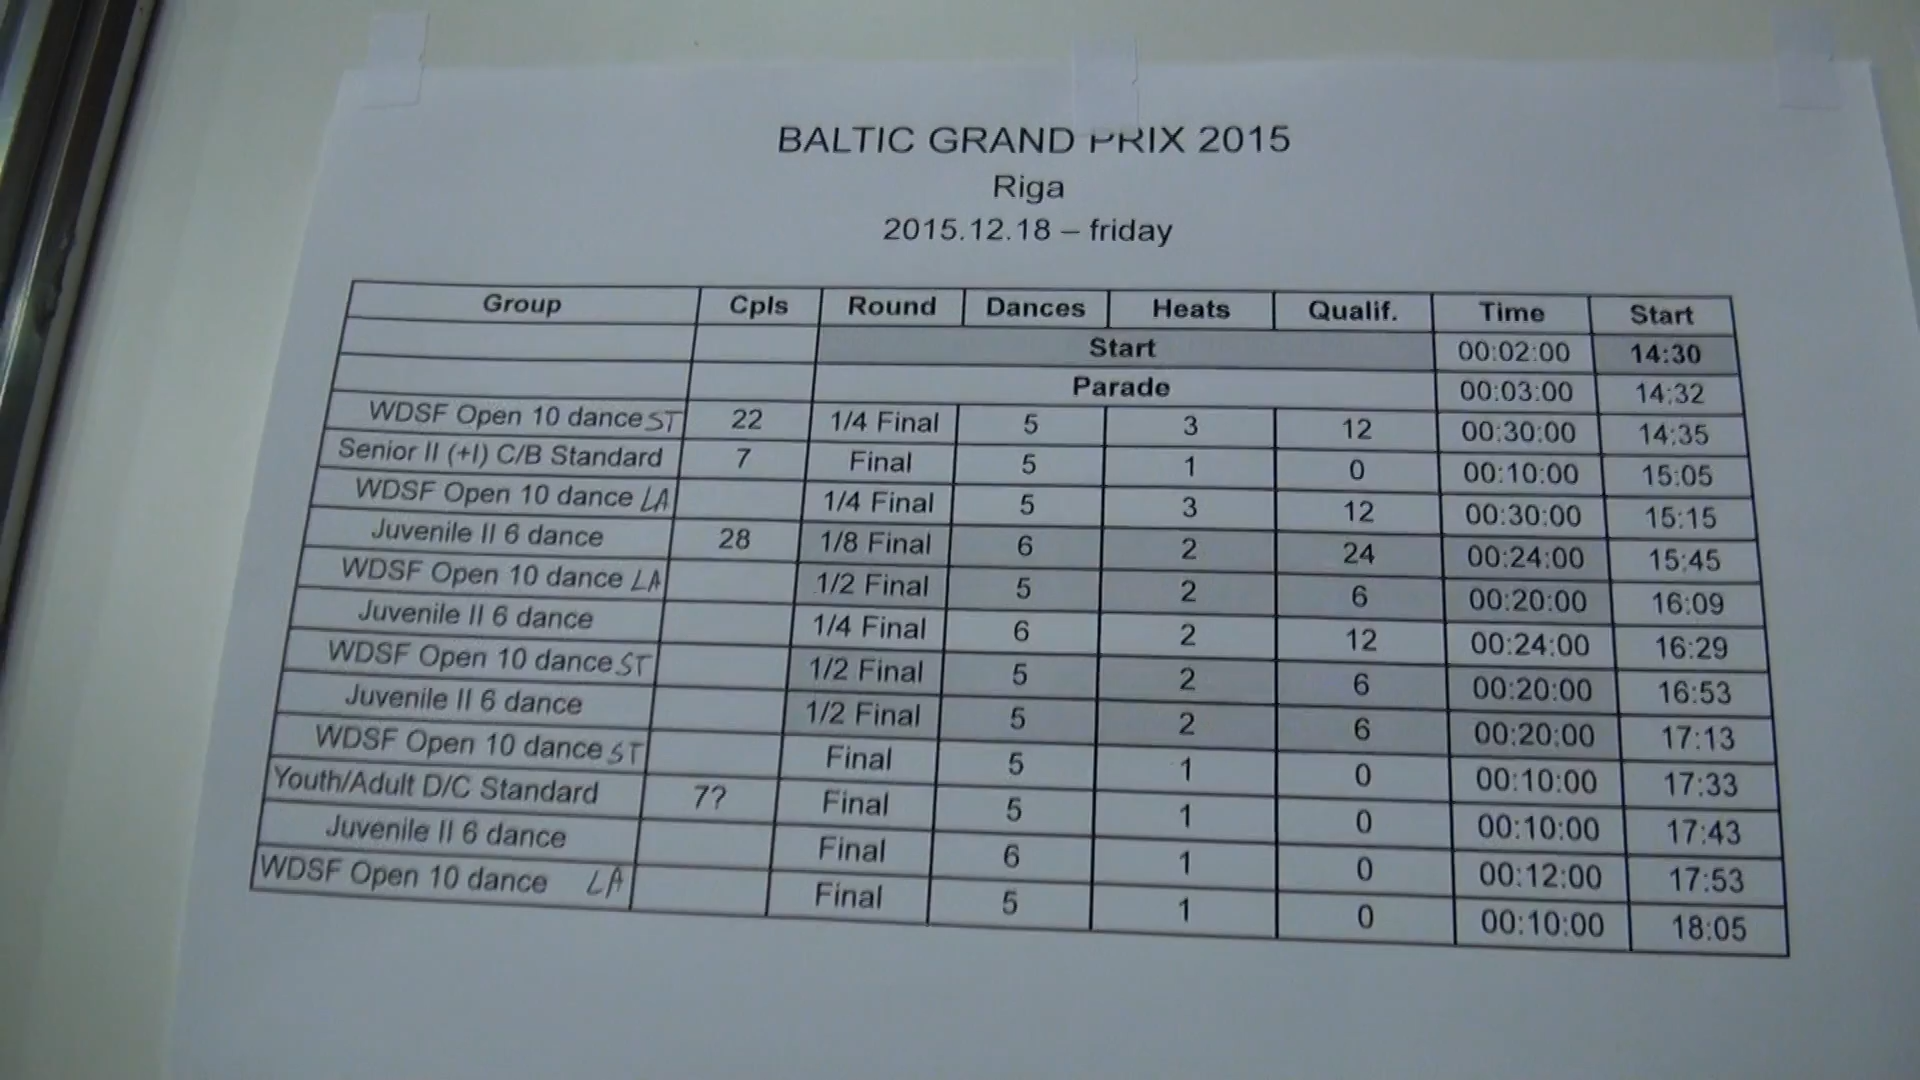 BALTIC GRAND PRIX 2015
Riga
2015.12.18 – friday
Group Cpls Round Dances Heats Qualif. Time Start
Start 00:02:00 14:30
Parade 00:03:00 14:32
WDSF Open 10 dance ST 22 1/4 Final 5 3 12 00:30:00 14:35
Senior II (+I) C/B Standard 7 Final 5 1 0 00:10:00 15:05
WDSF Open 10 dance LA 1/4 Final 5 3 12 00:30:00 15:15
Juvenile II 6 dance 28 1/8 Final 6 2 24 00:24:00 15:45
WDSF Open 10 dance LA 1/2 Final 5 2 6 00:20:00 16:09
Juvenile II 6 dance 1/4 Final 6 2 12 00:24:00 16:29
WDSF Open 10 dance ST 1/2 Final 5 2 6 00:20:00 16:53
Juvenile II 6 dance 1/2 Final 5 2 6 00:20:00 17:13
WDSF Open 10 dance ST Final 5 1 0 00:10:00 17:33
Youth/Adult D/C Standard 7? Final 5 1 0 00:10:00 17:43
Juvenile II 6 dance Final 6 1 0 00:12:00 17:53
WDSF Open 10 dance LA Final 5 1 0 00:10:00 18:05